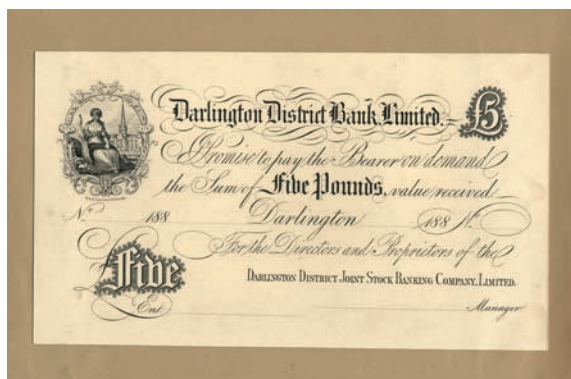 Darlington District Bank Limited. £5
Promise to pay the Bearer on demand
the Sum of Five Pounds, value received
No 188 Darlington 188 No
For the Directors and Proprietors of the
Five DARLINGTON DISTRICT JOINT STOCK BANKING COMPANY, LIMITED.
Ent Manager